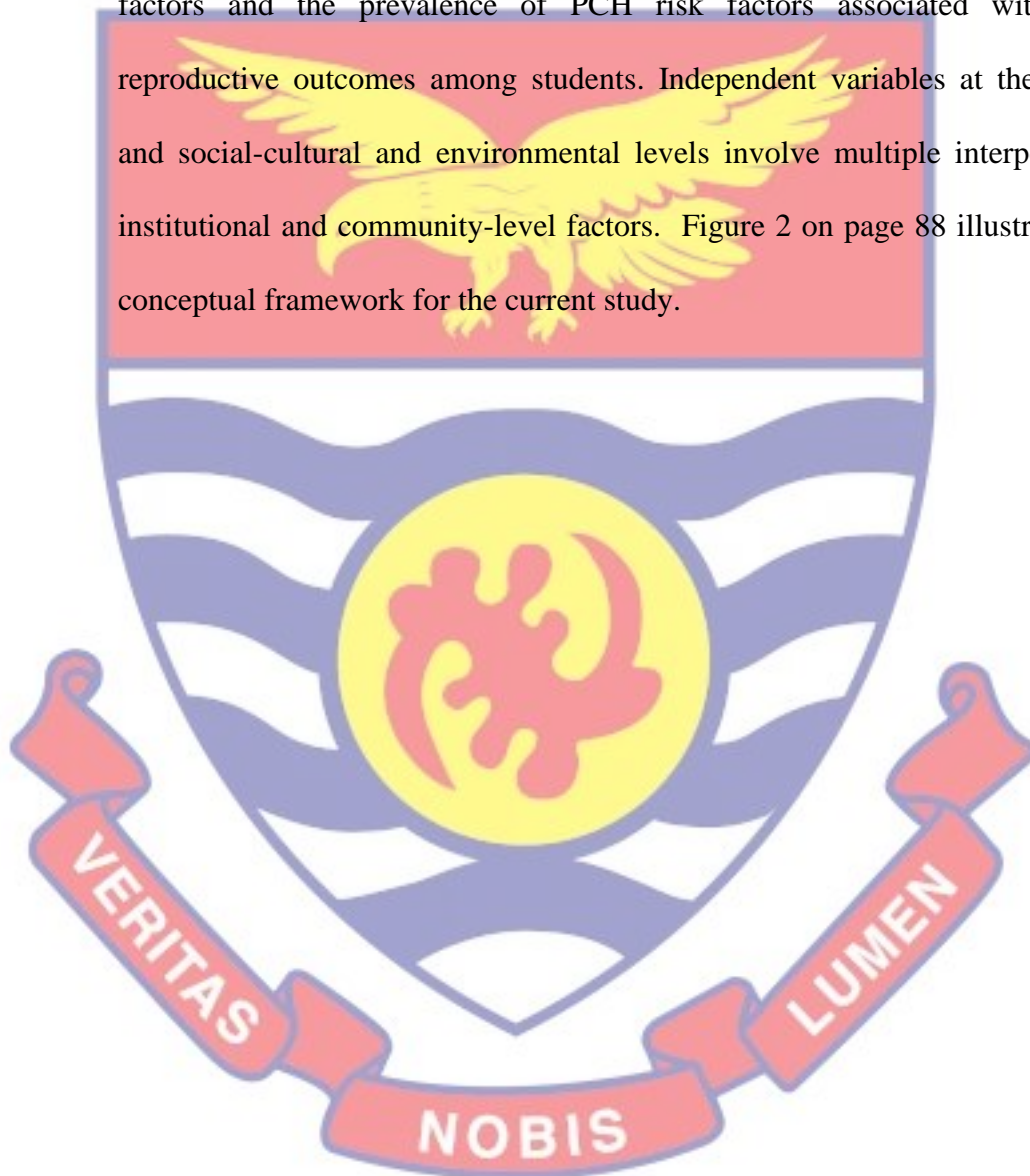 factors and the prevalence of PCH risk factors associated wit
reproductive outcomes among students. Independent variables at the
and social-cultural and environmental levels involve multiple interp
institutional and community-level factors. Figure 2 on page 88 illustr
conceptual framework for the current study.
VERITAS
NOBIS
LUMEN